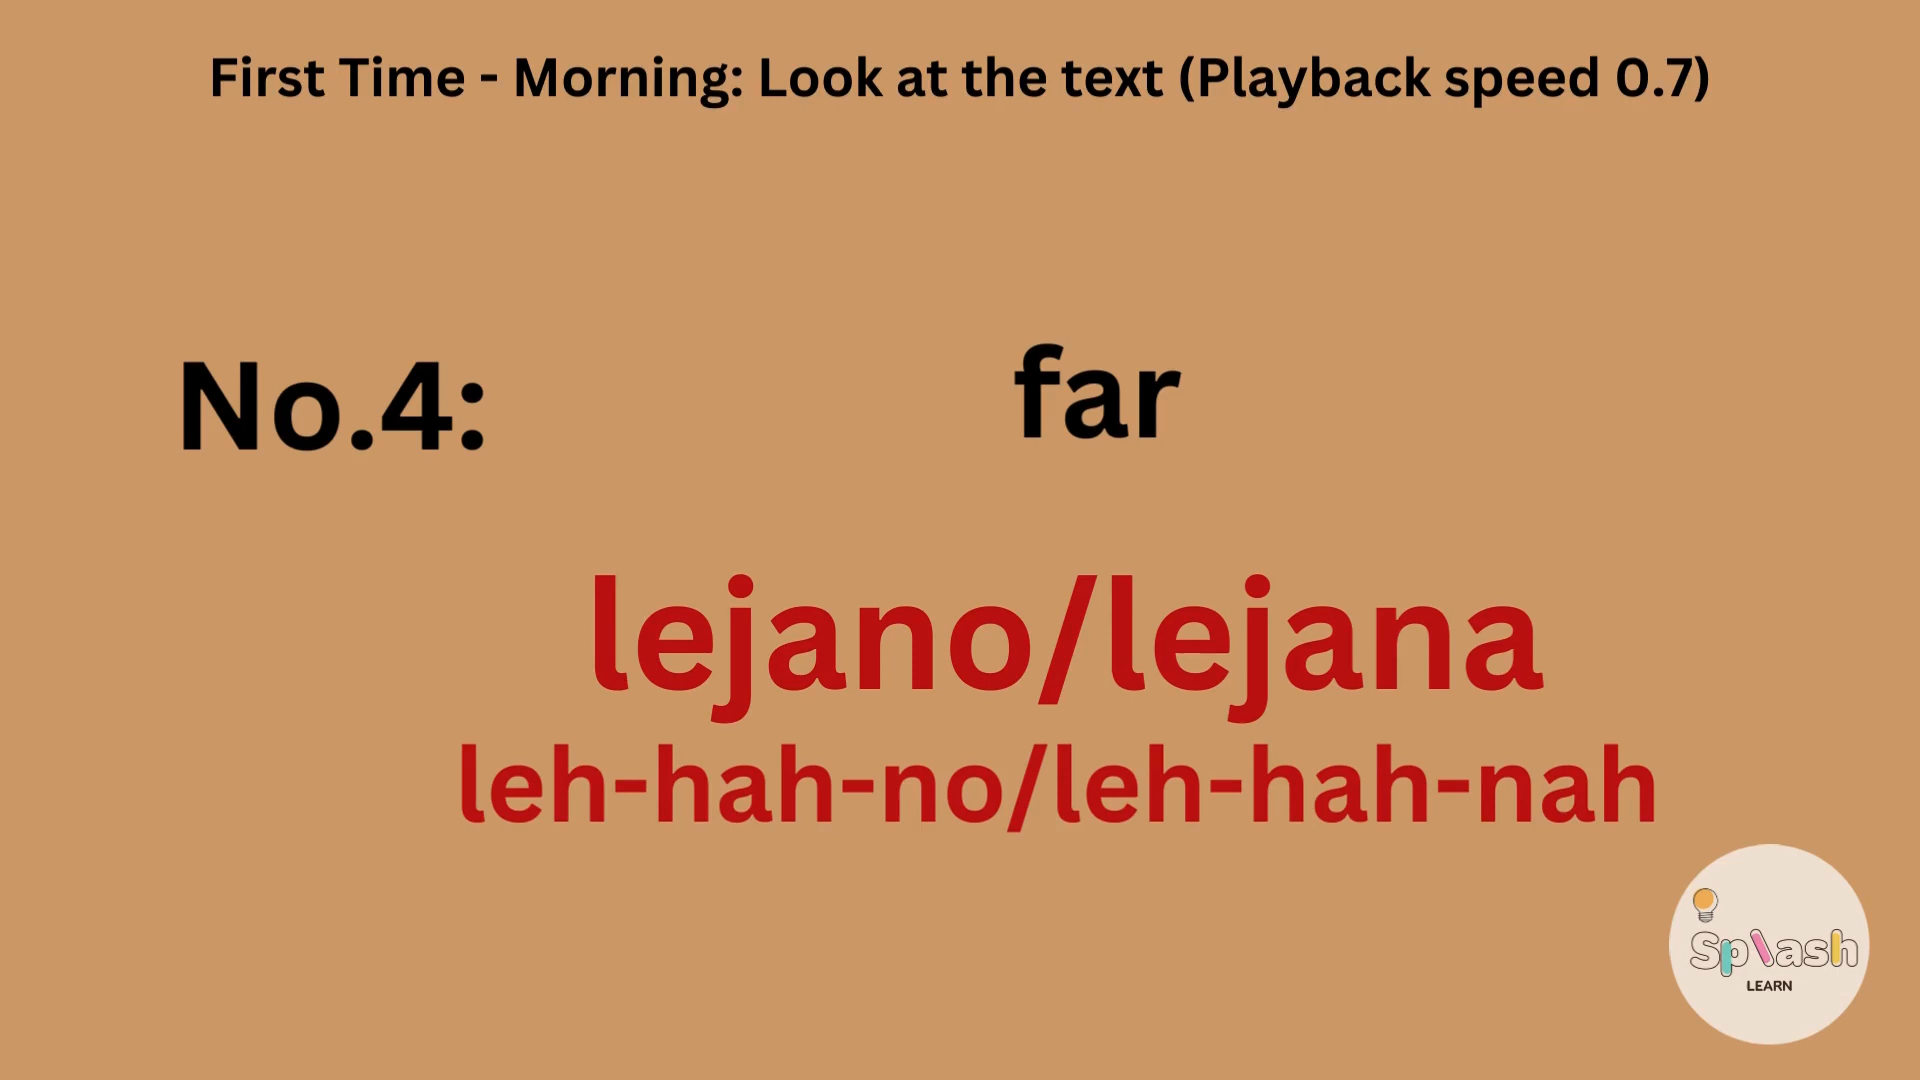 First Time - Morning: Look at the text (Playback speed 0.7)
No.4:
far
lejano/lejana
leh-hah-no/leh-hah-nah
Splash
LEARN